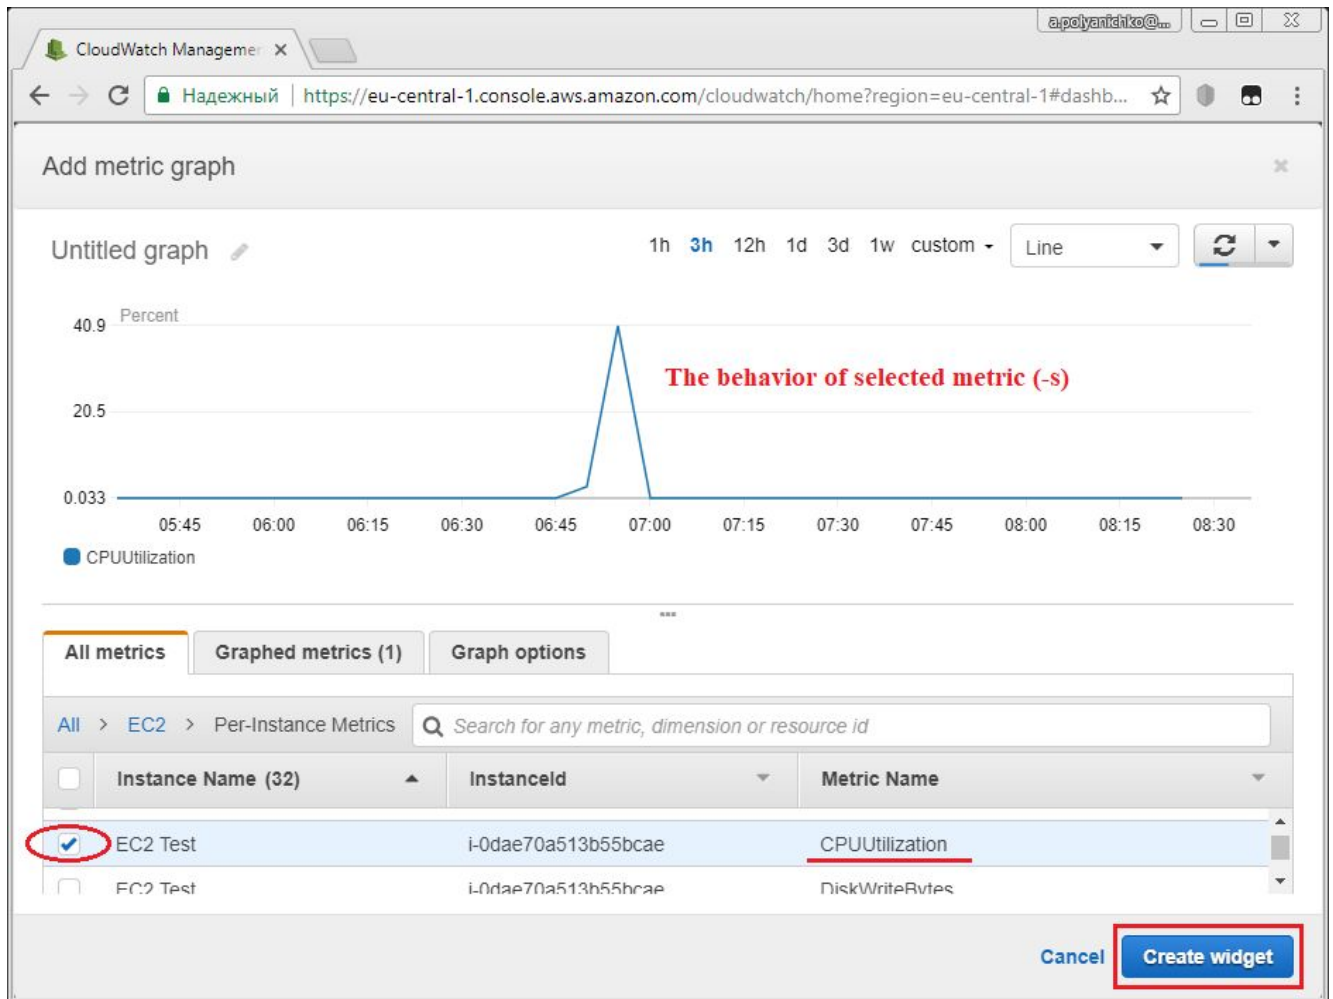 a.polyanichko@...
CloudWatch Managemen
Надежный https://eu-central-1.console.aws.amazon.com/cloudwatch/home?region=eu-central-1#dashb...
Add metric graph
Untitled graph
1h 3h 12h 1d 3d 1w custom
Line
Percent
40.9
The behavior of selected metric (-s)
20.5
0.033
05:45 06:00 06:15 06:30 06:45 07:00 07:15 07:30 07:45 08:00 08:15 08:30
CPUUtilization
All metrics Graphed metrics (1) Graph options
All > EC2 > Per-Instance Metrics Search for any metric, dimension or resource id
Instance Name (32) InstanceId Metric Name
EC2 Test i-0dae70a513b55bcae CPUUtilization
EC2 Test i-0dae70a513b55bcae DiskWriteBytes
Cancel Create widget